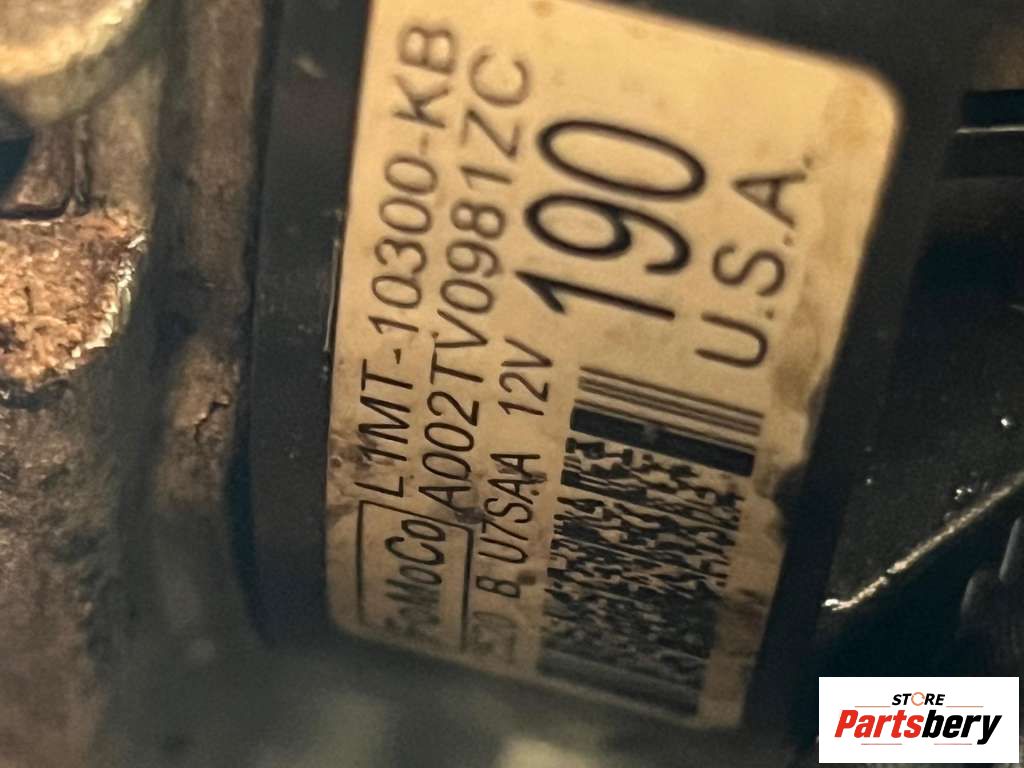 FoMoCo L1MT-10300-KB
A002TV0981ZC
B U7SAA 12V 190
U.S.A.
STORE
Partsbery